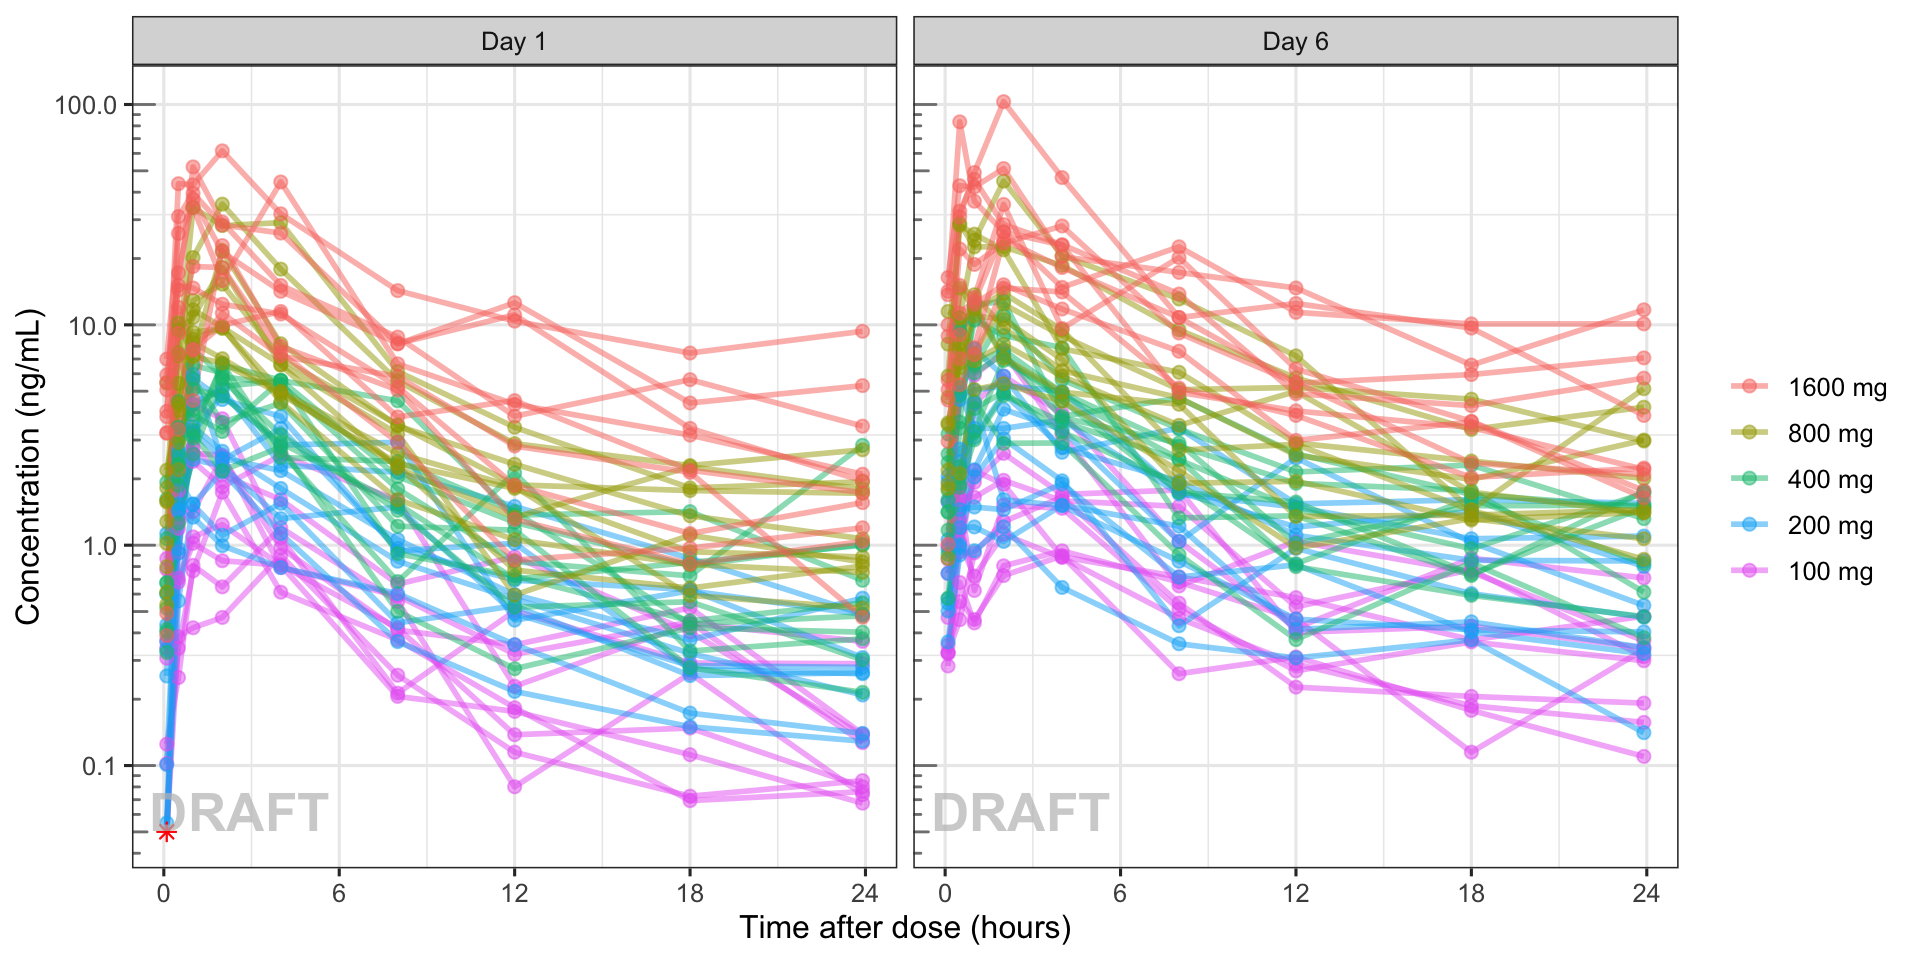 Day 1
Day 6
Concentration (ng/mL)
100.0
10.0
1.0
0.1
DRAFT
DRAFT
0 6 12 18 24
0 6 12 18 24
Time after dose (hours)
1600 mg
800 mg
400 mg
200 mg
100 mg